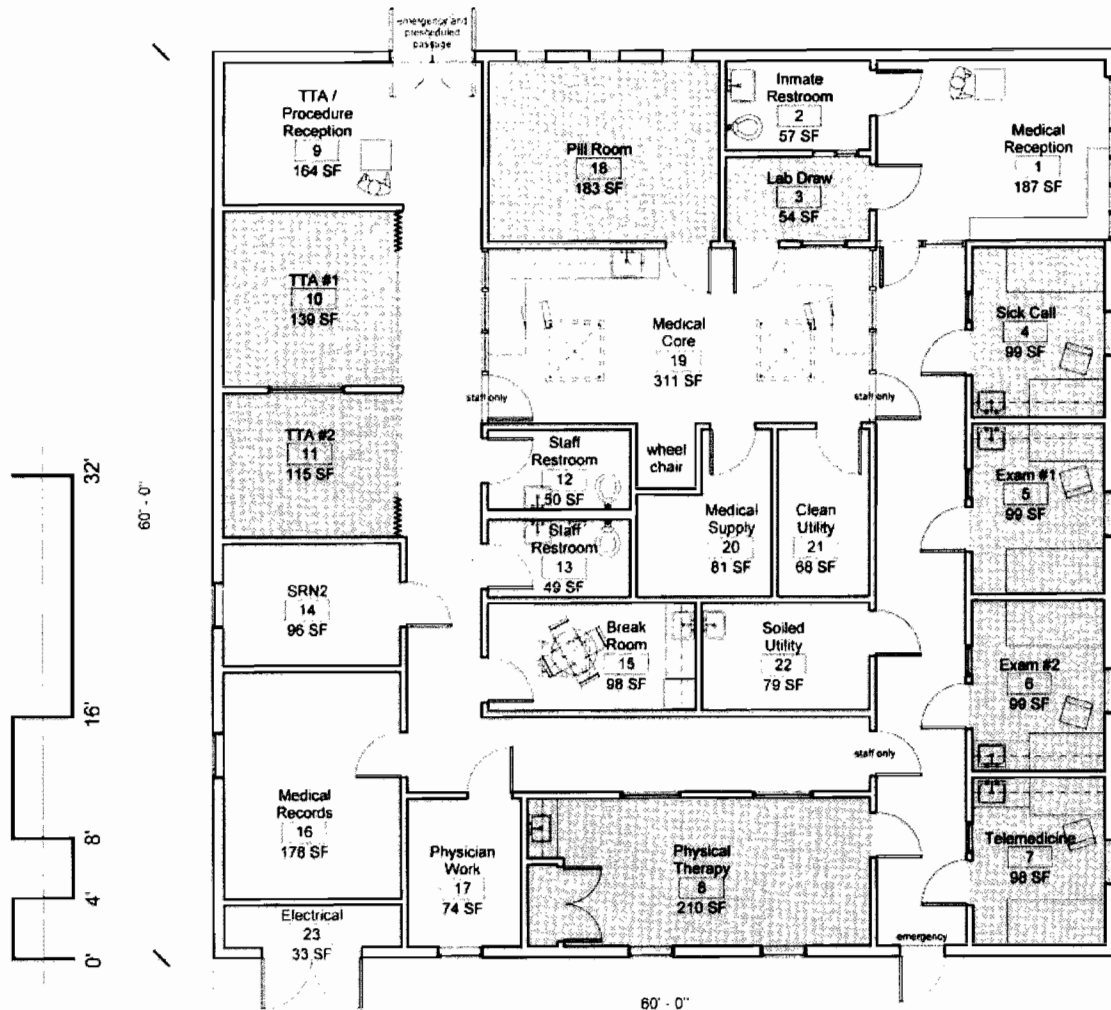 emergency and
prescheduled
passage
TTA /
Procedure
Reception
9
164 SF
Pill Room
18
183 SF
Inmate
Restroom
2
57 SF
Medical
Reception
1
187 SF
Lab Draw
3
54 SF
TTA #1
10
139 SF
Medical
Core
19
311 SF
Sick Call
4
99 SF
staff only
staff only
TTA #2
11
115 SF
Staff
Restroom
12
50 SF
wheel
chair
Exam #1
5
99 SF
Medical
Supply
20
81 SF
Clean
Utility
21
68 SF
Staff
Restroom
13
49 SF
SRN2
14
96 SF
Break
Room
15
98 SF
Soiled
Utility
22
79 SF
Exam #2
6
99 SF
staff only
Medical
Records
16
178 SF
Physician
Work
17
74 SF
Physical
Therapy
8
210 SF
Telemedicine
7
98 SF
Electrical
23
33 SF
emergency
60' - 0"
60' - 0"
32'
16'
8'
4'
0'